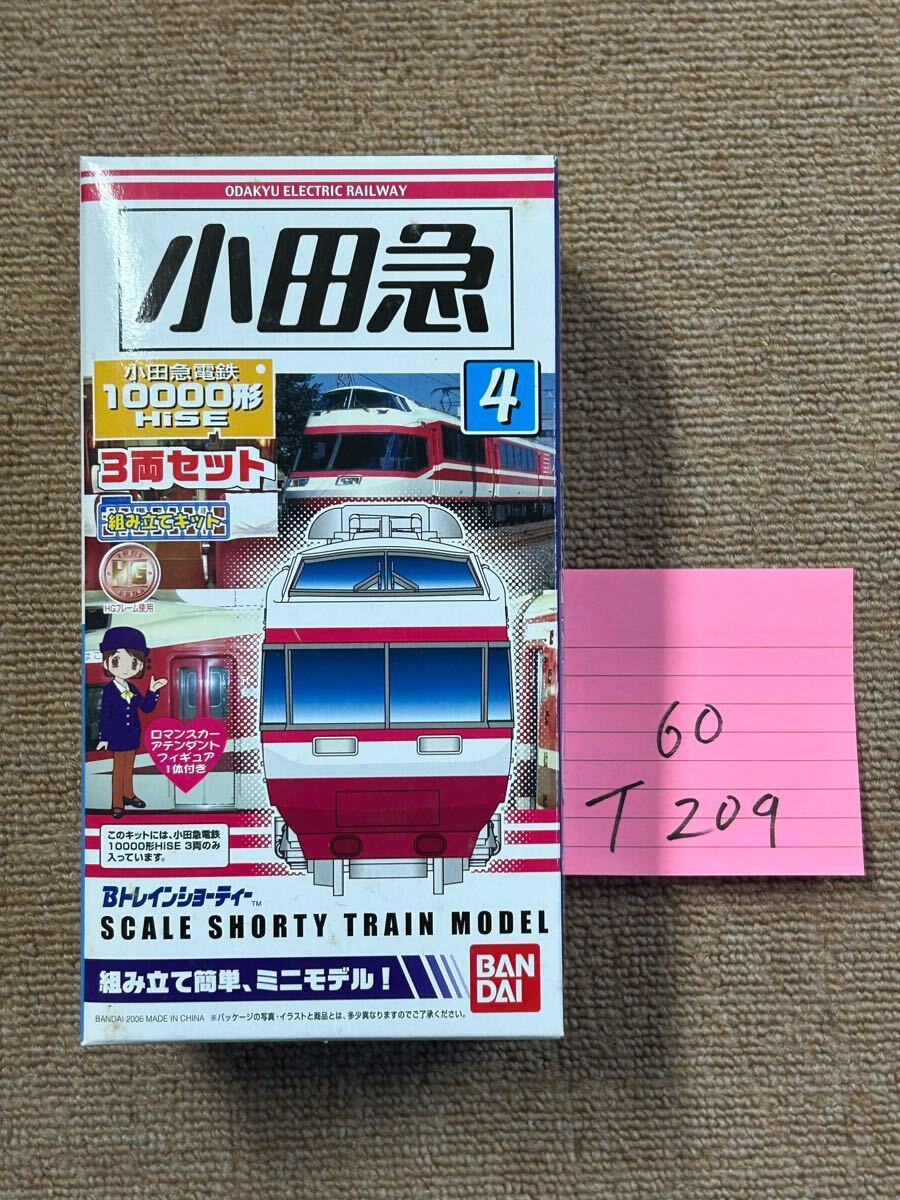 ODAKYU ELECTRIC RAILWAY
小田急
小田急電鉄
10000形
HiSE
4
3両セット
組み立てキット
HG
HGフレーム使用
ロマンスカー
アテンダント
フィギュア
1体付き
このキットには、小田急電鉄
10000形HiSE 3両のみ
入っています。
Bトレインショーティー™
SCALE SHORTY TRAIN MODEL
組み立て簡単、ミニモデル!
BAN
DAI
BANDAI 2006 MADE IN CHINA ※パッケージの写真・イラストと商品とは、多少異なりますのでご了承ください。
60
T 209